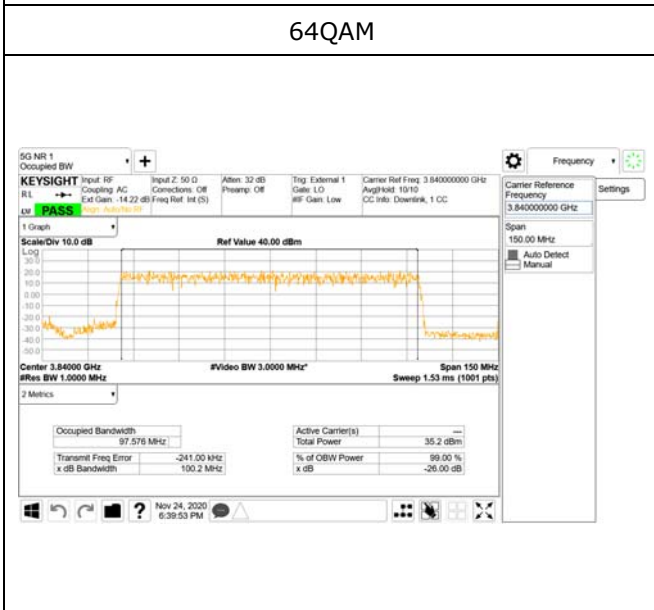 64QAM
5G NR 1
Occupied BW
Frequency
KEYSIGHT
Input: RF
Input Z: 50 Ω
Atten: 32 dB
Trig: External 1
Carrier Ref Freq: 3.840000000 GHz
RL
Coupling: AC
Corrections: Off
Preamp: Off
Gate: LO
Avg|Hold: 10/10
Ext Gain: -14.22 dB
Freq Ref: Int (S)
#IF Gain: Low
CC Info: Downlink, 1 CC
PASS
Align: Auto/No RF
Carrier Reference
Frequency
3.840000000 GHz
Settings
Span
150.00 MHz
Auto Detect
Manual
1 Graph
Scale/Div 10.0 dB
Ref Value 40.00 dBm
Log
30.0
20.0
10.0
0.00
-10.0
-20.0
-30.0
-40.0
-50.0
Center 3.84000 GHz
#Video BW 3.0000 MHz*
Span 150 MHz
#Res BW 1.0000 MHz
Sweep 1.53 ms (1001 pts)
2 Metrics
Occupied Bandwidth
97.576 MHz
Active Carrier(s)
---
Total Power
35.2 dBm
Transmit Freq Error
-241.00 kHz
% of OBW Power
99.00 %
x dB Bandwidth
100.2 MHz
x dB
-26.00 dB
?
Nov 24, 2020
6:39:53 PM